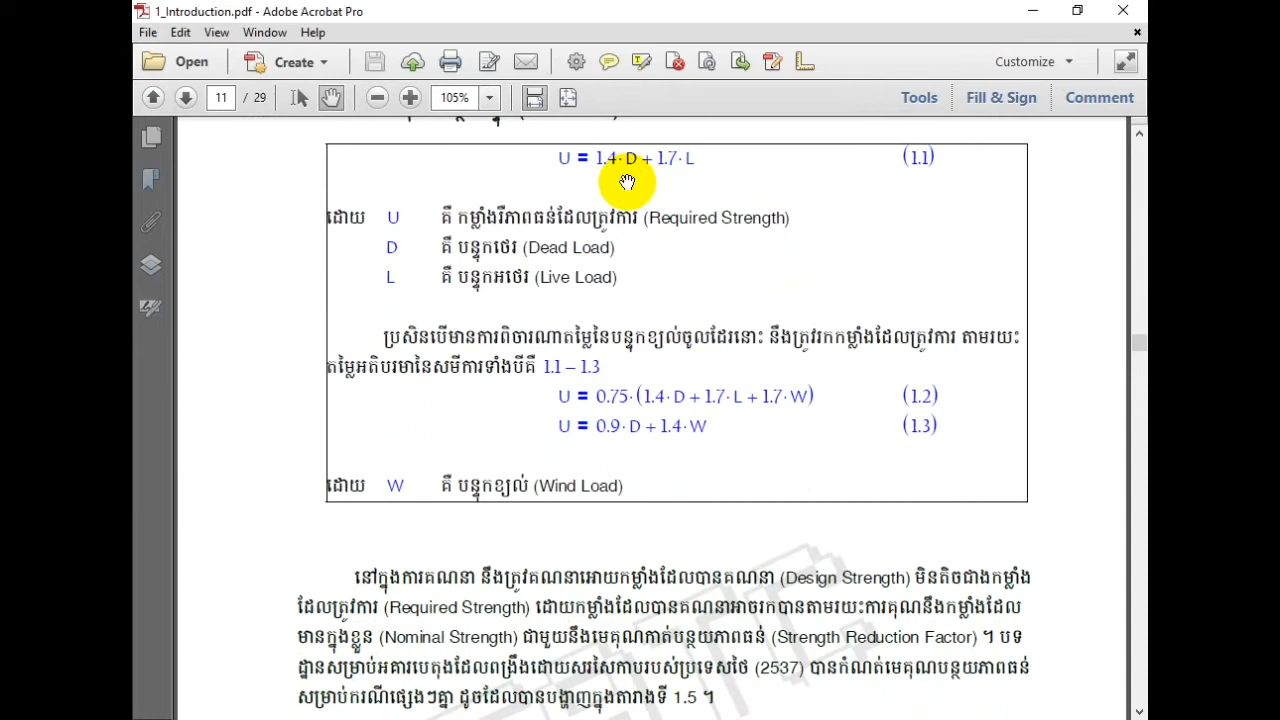 1_Introduction.pdf - Adobe Acrobat Pro
File Edit View Window Help
Open Create Customize
11 / 29 105% Tools Fill & Sign Comment
U = 1.4·D + 1.7·L (1.1)
ដោយ U គឺ កម្លាំងរឺភាពធន់ដែលត្រូវការ (Required Strength)
D គឺ បន្ទុកថេរ (Dead Load)
L គឺ បន្ទុកអថេរ (Live Load)
ប្រសិនបើមានការពិចារណាតម្លៃនៃបន្ទុកខ្យល់ចូលដែរនោះ នឹងត្រូវរកកម្លាំងដែលត្រូវការ តាមរយះ
តម្លៃអតិបរមានៃសមីការទាំងបីគឺ 1.1 – 1.3
U = 0.75·(1.4·D + 1.7·L + 1.7·W) (1.2)
U = 0.9·D + 1.4·W (1.3)
ដោយ W គឺ បន្ទុកខ្យល់ (Wind Load)
នៅក្នុងការគណនា នឹងត្រូវគណនាអោយកម្លាំងដែលបានគណនា (Design Strength) មិនតិចជាងកម្លាំង
ដែលត្រូវការ (Required Strength) ដោយកម្លាំងដែលបានគណនាអាចរកបានតាមរយះការគុណនឹងកម្លាំងដែល
មានក្នុងខ្លួន (Nominal Strength) ជាមួយនឹងមេគុណកាត់បន្ថយភាពធន់ (Strength Reduction Factor) ។ បទ
ដ្ឋានសម្រាប់អគារបេតុងដែលពង្រឹងដោយសរសៃកាបរបស់ប្រទេសថៃ (2537) បានកំណត់មេគុណបន្ថយភាពធន់
សម្រាប់ករណីផ្សេងៗគ្នា ដូចដែលបានបង្ហាញក្នុងតារាងទី 1.5 ។